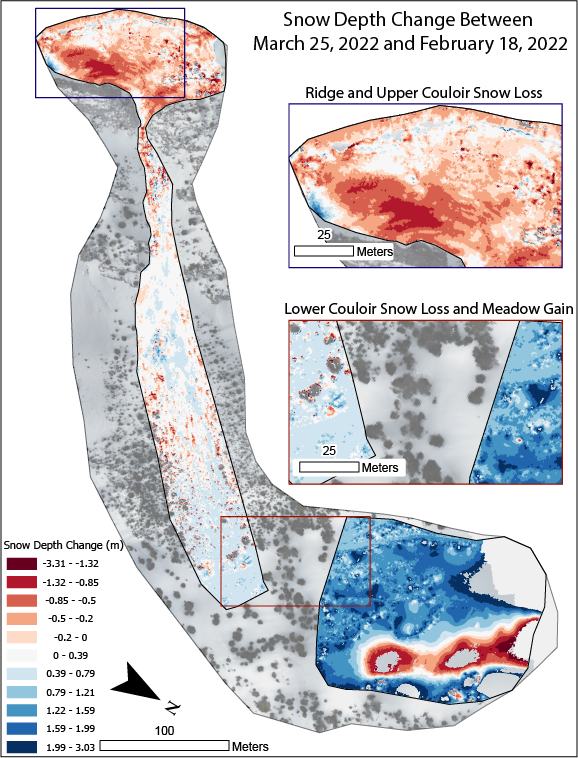 Snow Depth Change Between
March 25, 2022 and February 18, 2022
Ridge and Upper Couloir Snow Loss
25
Meters
Lower Couloir Snow Loss and Meadow Gain
25
Meters
Snow Depth Change (m)
-3.31 - -1.32
-1.32 - -0.85
-0.85 - -0.5
-0.5 - -0.2
-0.2 - 0
0 - 0.39
0.39 - 0.79
0.79 - 1.21
1.22 - 1.59
1.59 - 1.99
1.99 - 3.03
N
100
Meters